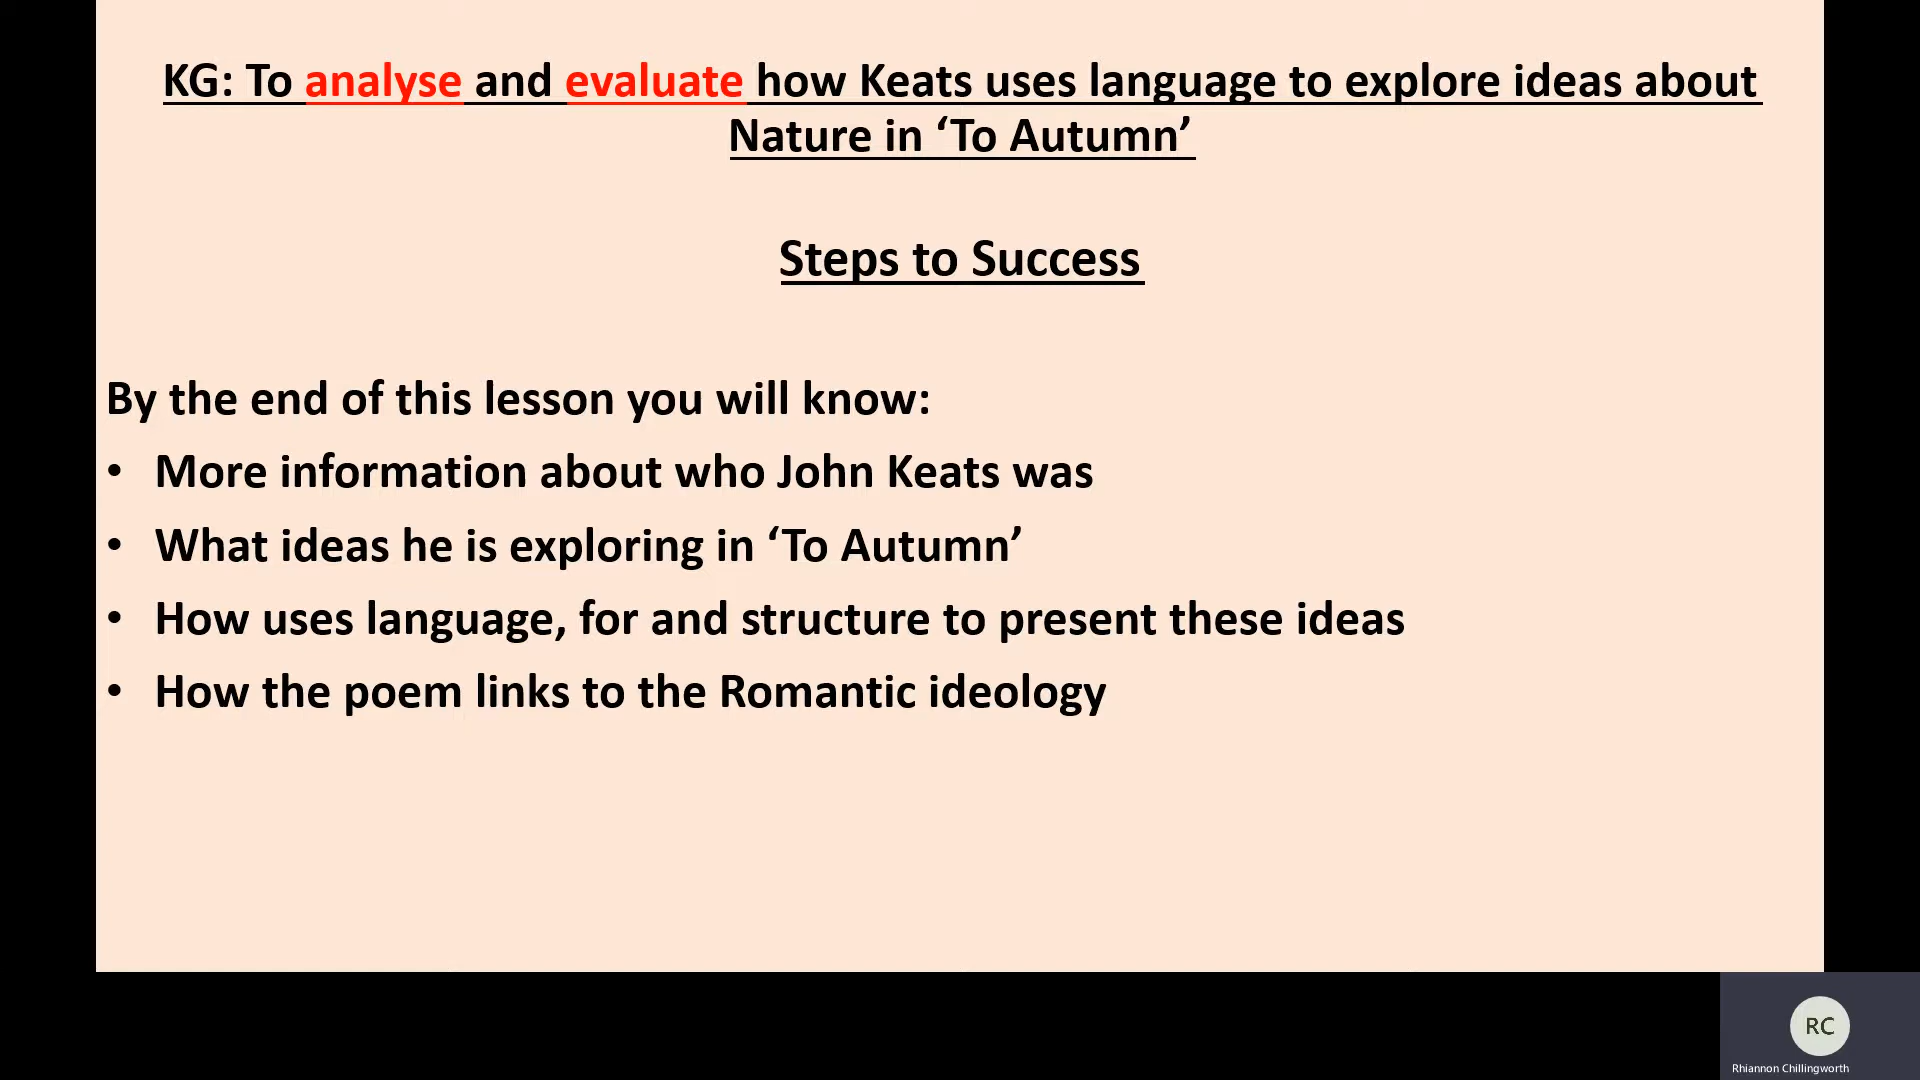 KG: To analyse and evaluate how Keats uses language to explore ideas about
Nature in ‘To Autumn’
Steps to Success
By the end of this lesson you will know:
• More information about who John Keats was
• What ideas he is exploring in ‘To Autumn’
• How uses language, for and structure to present these ideas
• How the poem links to the Romantic ideology
RC
Rhiannon Chillingworth